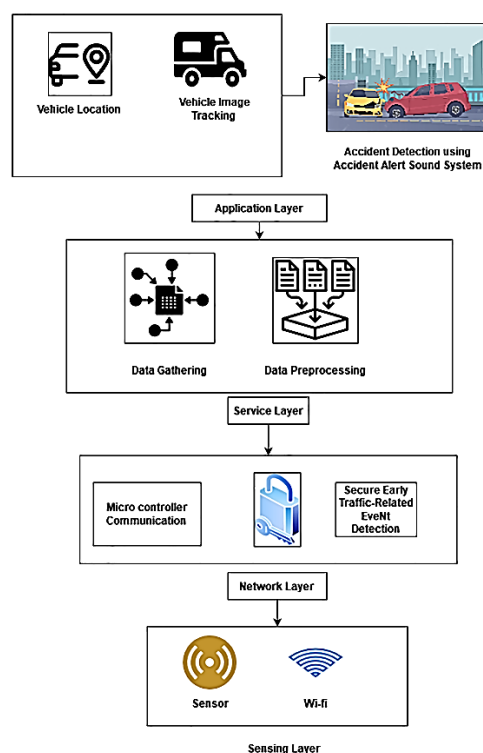 Vehicle Location
Vehicle Image
Tracking
Accident Detection using
Accident Alert Sound System
Application Layer
Data Gathering
Data Preprocessing
Service Layer
Micro controller
Communication
Secure Early
Traffic-Related
EveNt
Detection
Network Layer
Sensor
Wi-fi
Sensing Layer